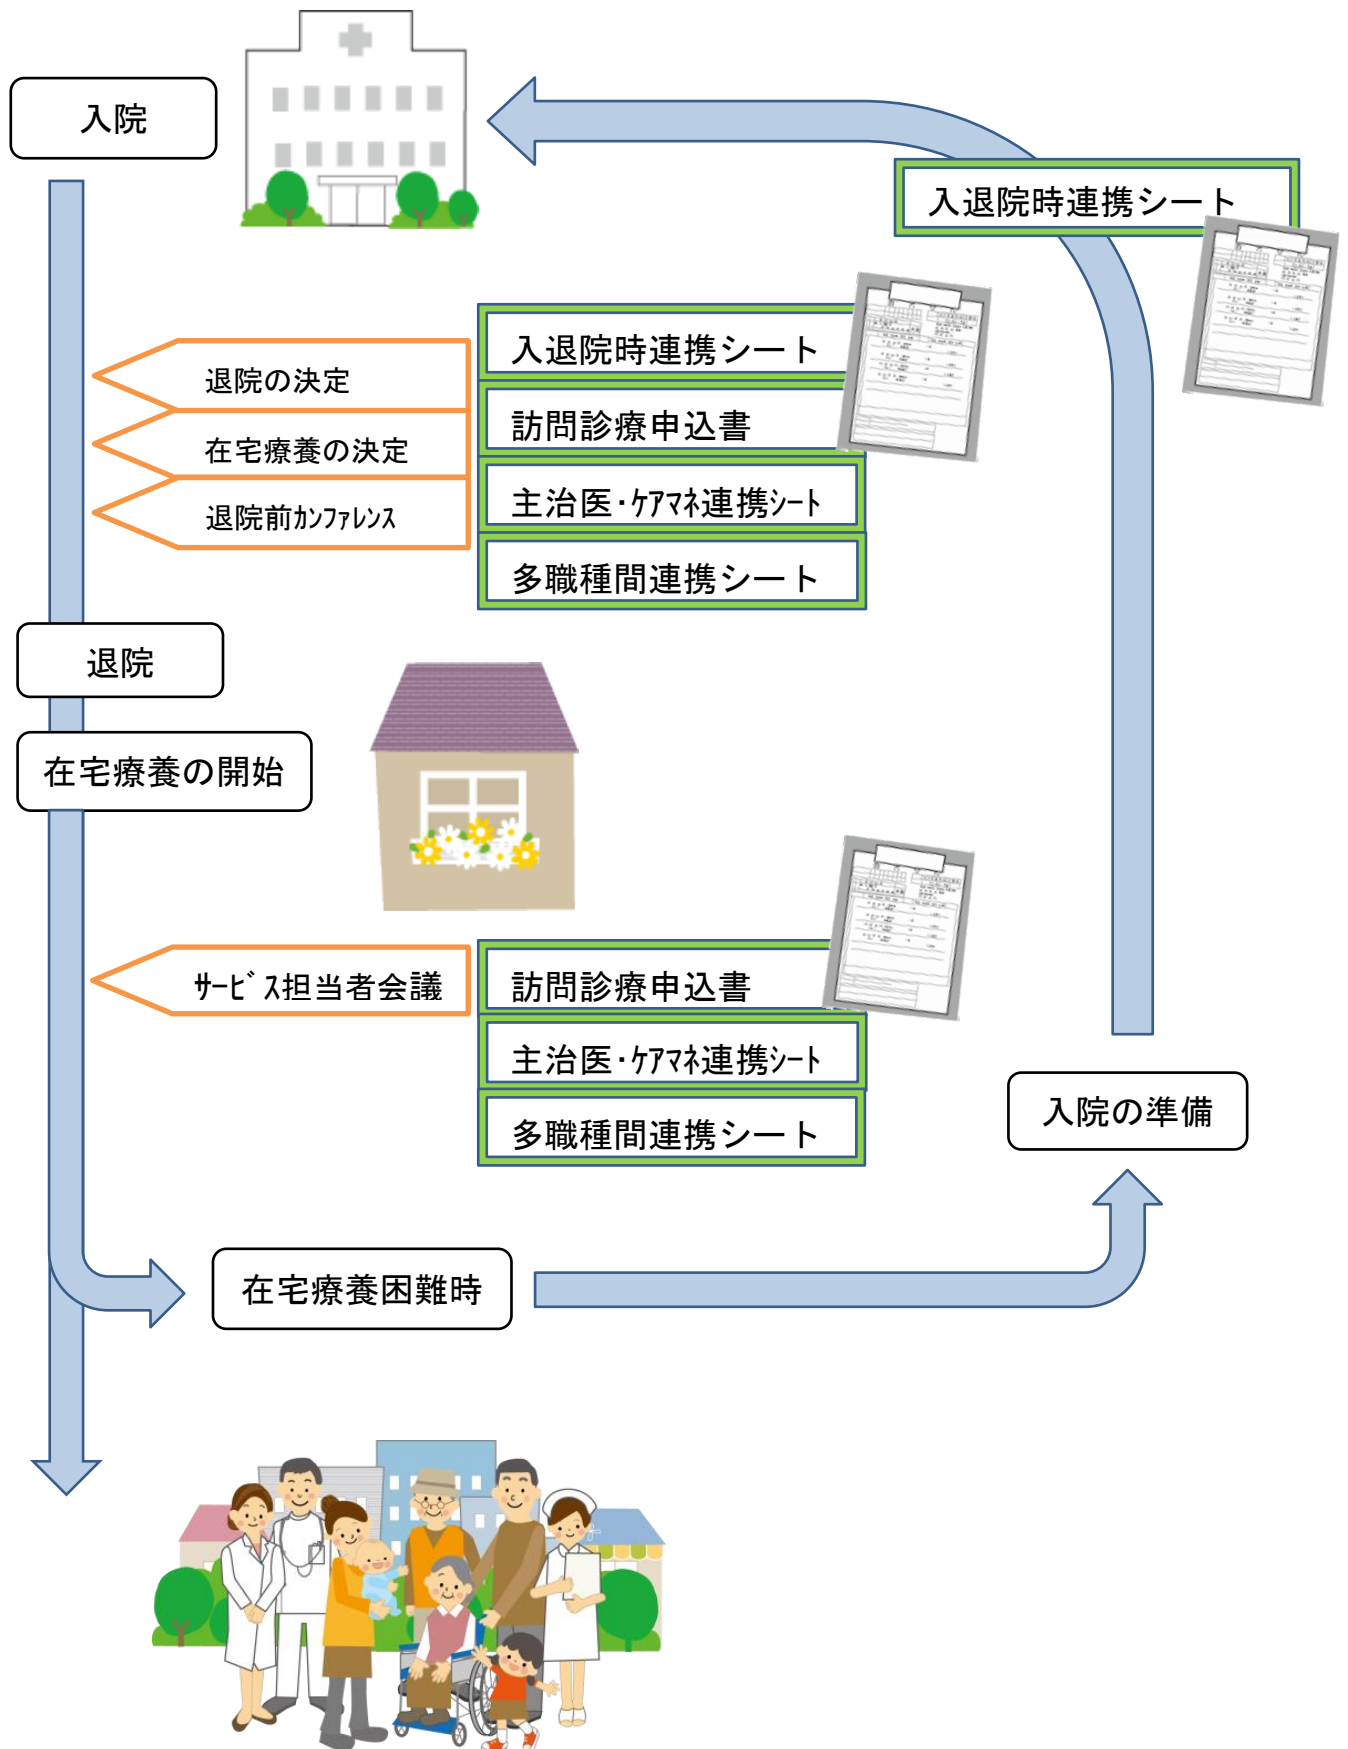 入院
入退院時連携シート
入退院時連携シート
退院の決定
訪問診療申込書
在宅療養の決定
主治医・ケアマネ連携シート
退院前カンファレンス
多職種間連携シート
退院
在宅療養の開始
サービス担当者会議
訪問診療申込書
主治医・ケアマネ連携シート
入院の準備
多職種間連携シート
在宅療養困難時